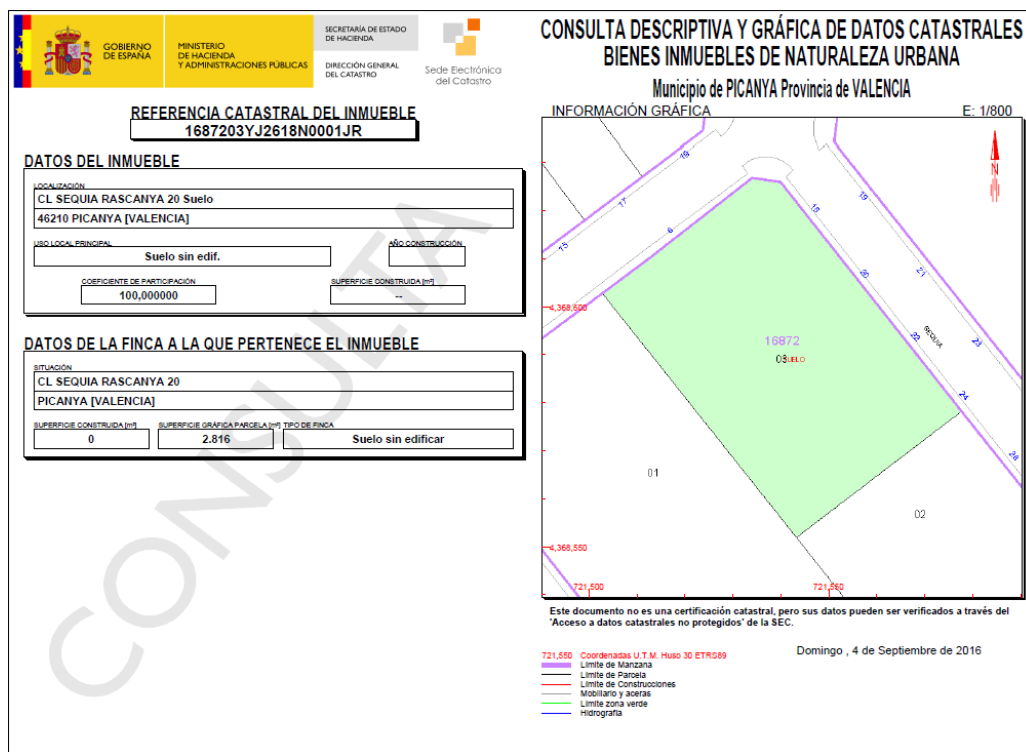 GOBIERNO
DE ESPAÑA
MINISTERIO
DE HACIENDA
Y ADMINISTRACIONES PÚBLICAS
SECRETARÍA DE ESTADO
DE HACIENDA
DIRECCIÓN GENERAL
DEL CATASTRO
Sede Electrónica
del Catastro
REFERENCIA CATASTRAL DEL INMUEBLE
1687203YJ2618N0001JR
DATOS DEL INMUEBLE
LOCALIZACIÓN
CL SEQUIA RASCANYA 20 Suelo
46210 PICANYA [VALENCIA]
USO LOCAL PRINCIPAL
Suelo sin edif.
AÑO CONSTRUCCIÓN
COEFICIENTE DE PARTICIPACIÓN
100,000000
SUPERFICIE CONSTRUIDA [m²]
--
DATOS DE LA FINCA A LA QUE PERTENECE EL INMUEBLE
SITUACIÓN
CL SEQUIA RASCANYA 20
PICANYA [VALENCIA]
SUPERFICIE CONSTRUIDA [m²]
0
SUPERFICIE GRÁFICA PARCELA [m²]
2.816
TIPO DE FINCA
Suelo sin edificar
CONSULTA
CONSULTA DESCRIPTIVA Y GRÁFICA DE DATOS CATASTRALES
BIENES INMUEBLES DE NATURALEZA URBANA
Municipio de PICANYA Provincia de VALENCIA
INFORMACIÓN GRÁFICA E: 1/800
N
19
17
15
6
18
19
20
21
22
SEQUIA
23
24
26
4,368,600
16872
03
SUELO
01
02
4,368,550
721,500
721,550
Este documento no es una certificación catastral, pero sus datos pueden ser verificados a través del
'Acceso a datos catastrales no protegidos' de la SEC.
721,550 Coordenadas U.T.M. Huso 30 ETRS89
Límite de Manzana
Límite de Parcela
Límite de Construcciones
Mobiliario y aceras
Límite zona verde
Hidrografía
Domingo , 4 de Septiembre de 2016